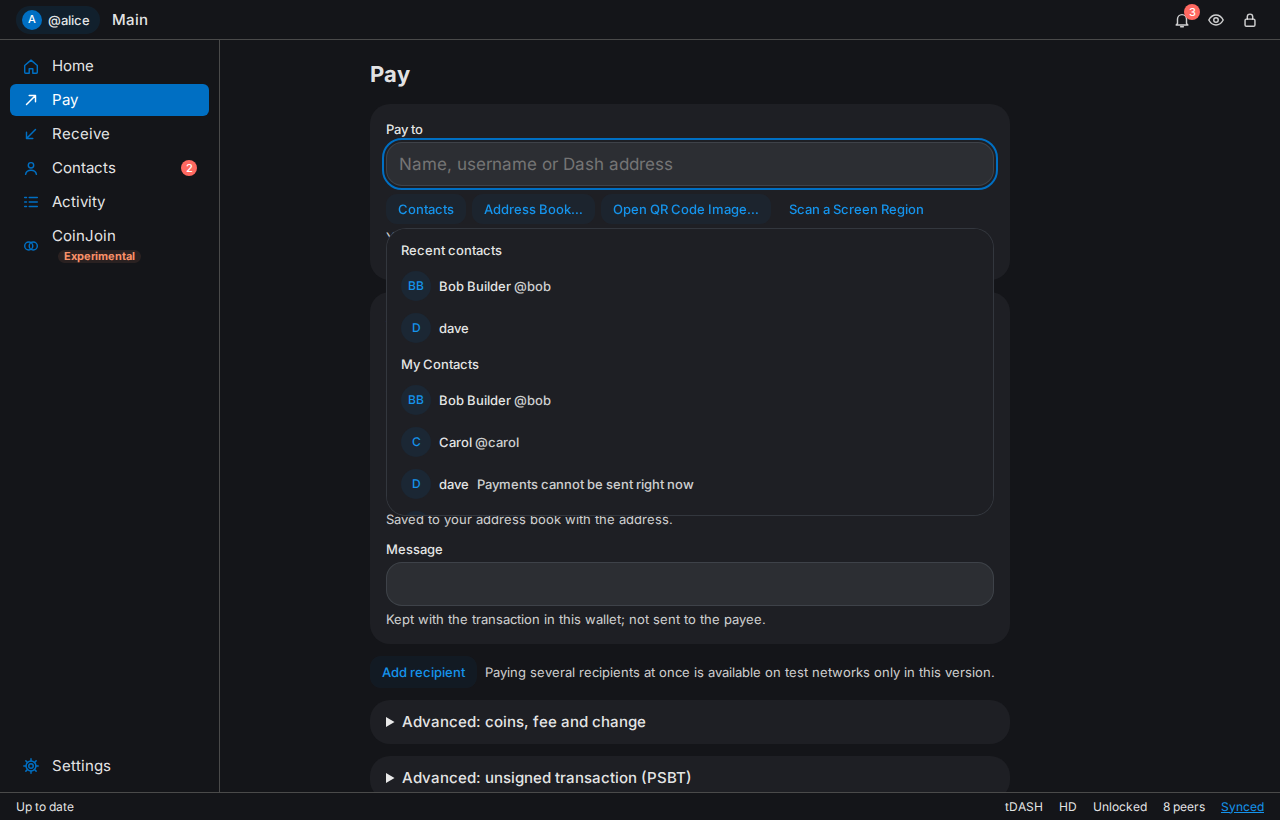 A @alice Main 3
Home
Pay
Receive
Contacts 2
Activity
CoinJoin
Experimental
Settings
Pay
Pay to
Name, username or Dash address
Contacts Address Book... Open QR Code Image... Scan a Screen Region
Recent contacts
BB Bob Builder @bob
D dave
My Contacts
BB Bob Builder @bob
C Carol @carol
D dave Payments cannot be sent right now
Saved to your address book with the address.
Message
Kept with the transaction in this wallet; not sent to the payee.
Add recipient Paying several recipients at once is available on test networks only in this version.
Advanced: coins, fee and change
Advanced: unsigned transaction (PSBT)
Up to date tDASH HD Unlocked 8 peers Synced